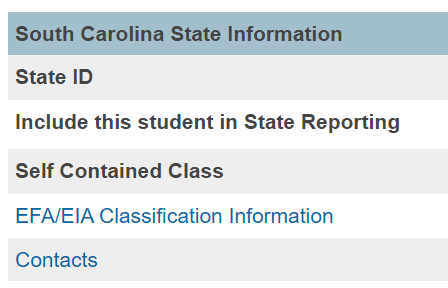 South Carolina State Information
State ID
Include this student in State Reporting
Self Contained Class
EFA/EIA Classification Information
Contacts